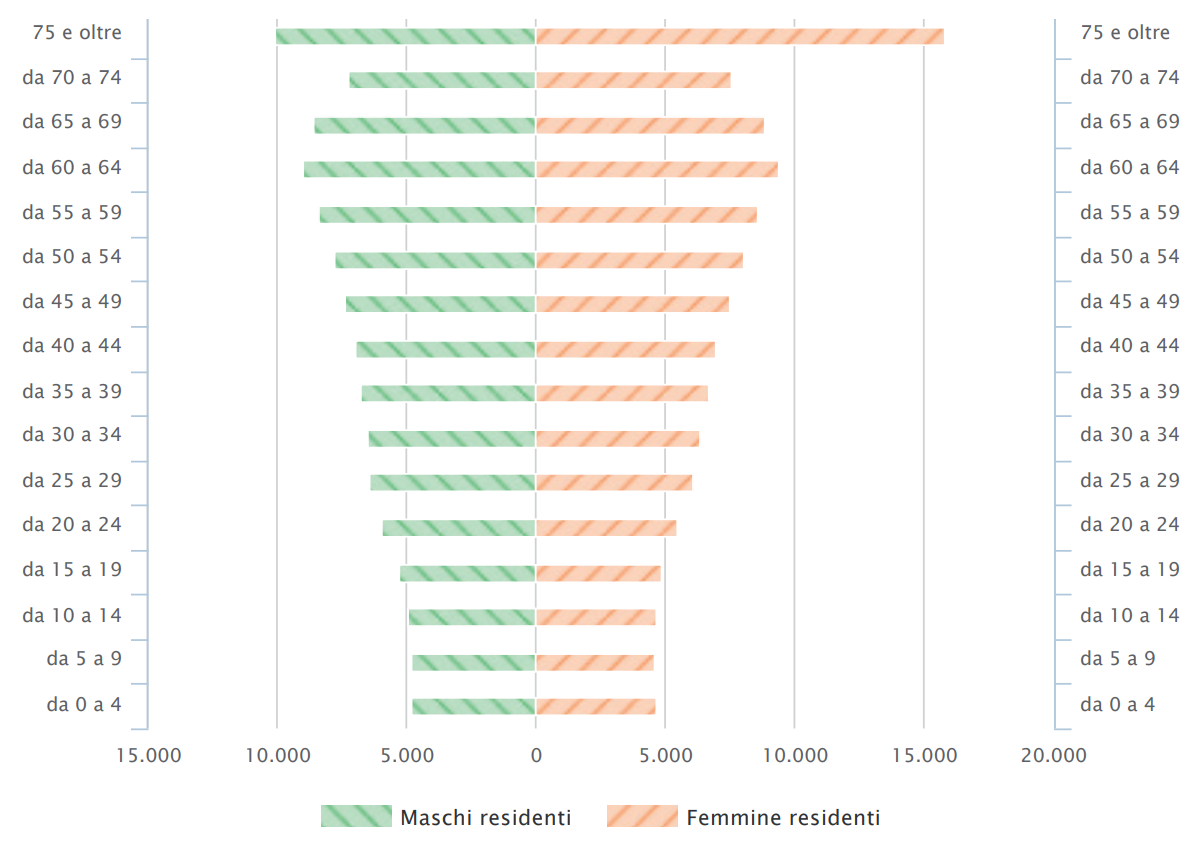 75 e oltre 75 e oltre
da 70 a 74 da 70 a 74
da 65 a 69 da 65 a 69
da 60 a 64 da 60 a 64
da 55 a 59 da 55 a 59
da 50 a 54 da 50 a 54
da 45 a 49 da 45 a 49
da 40 a 44 da 40 a 44
da 35 a 39 da 35 a 39
da 30 a 34 da 30 a 34
da 25 a 29 da 25 a 29
da 20 a 24 da 20 a 24
da 15 a 19 da 15 a 19
da 10 a 14 da 10 a 14
da 5 a 9 da 5 a 9
da 0 a 4 da 0 a 4
15.000 10.000 5.000 0 5.000 10.000 15.000 20.000
Maschi residenti Femmine residenti